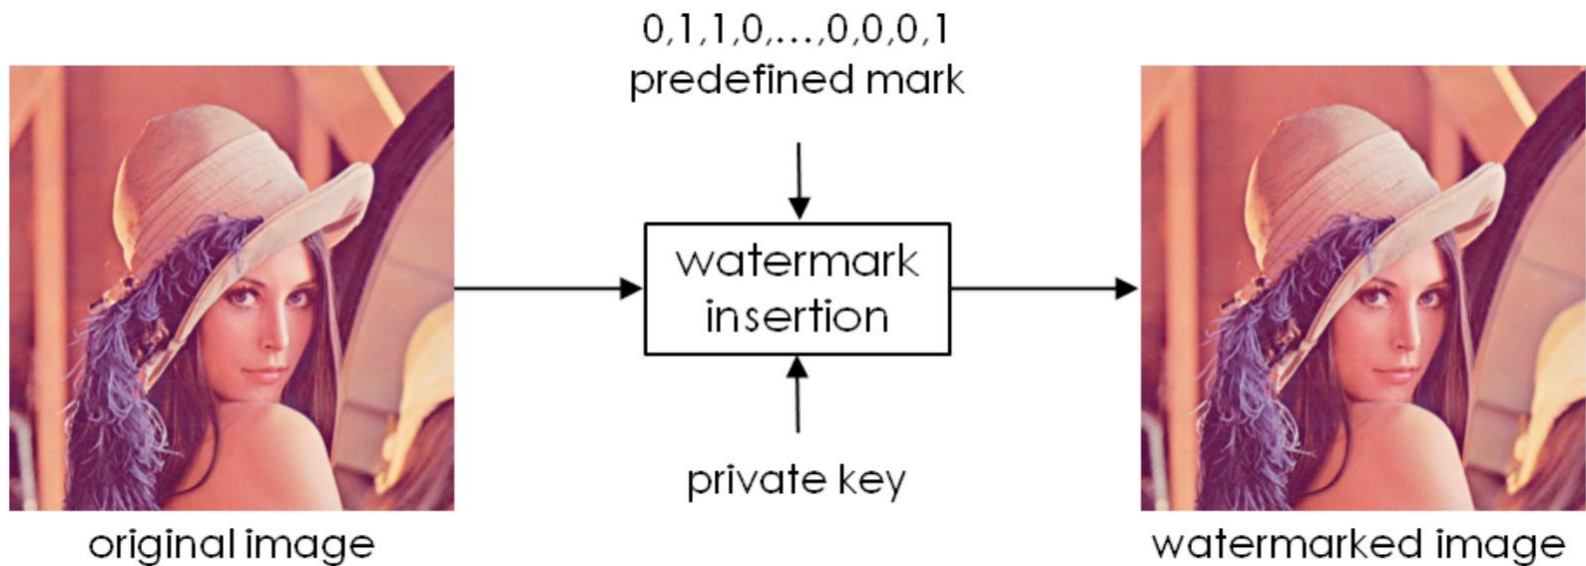 0,1,1,0,...,0,0,0,1
predefined mark
watermark
insertion
private key
original image
watermarked image